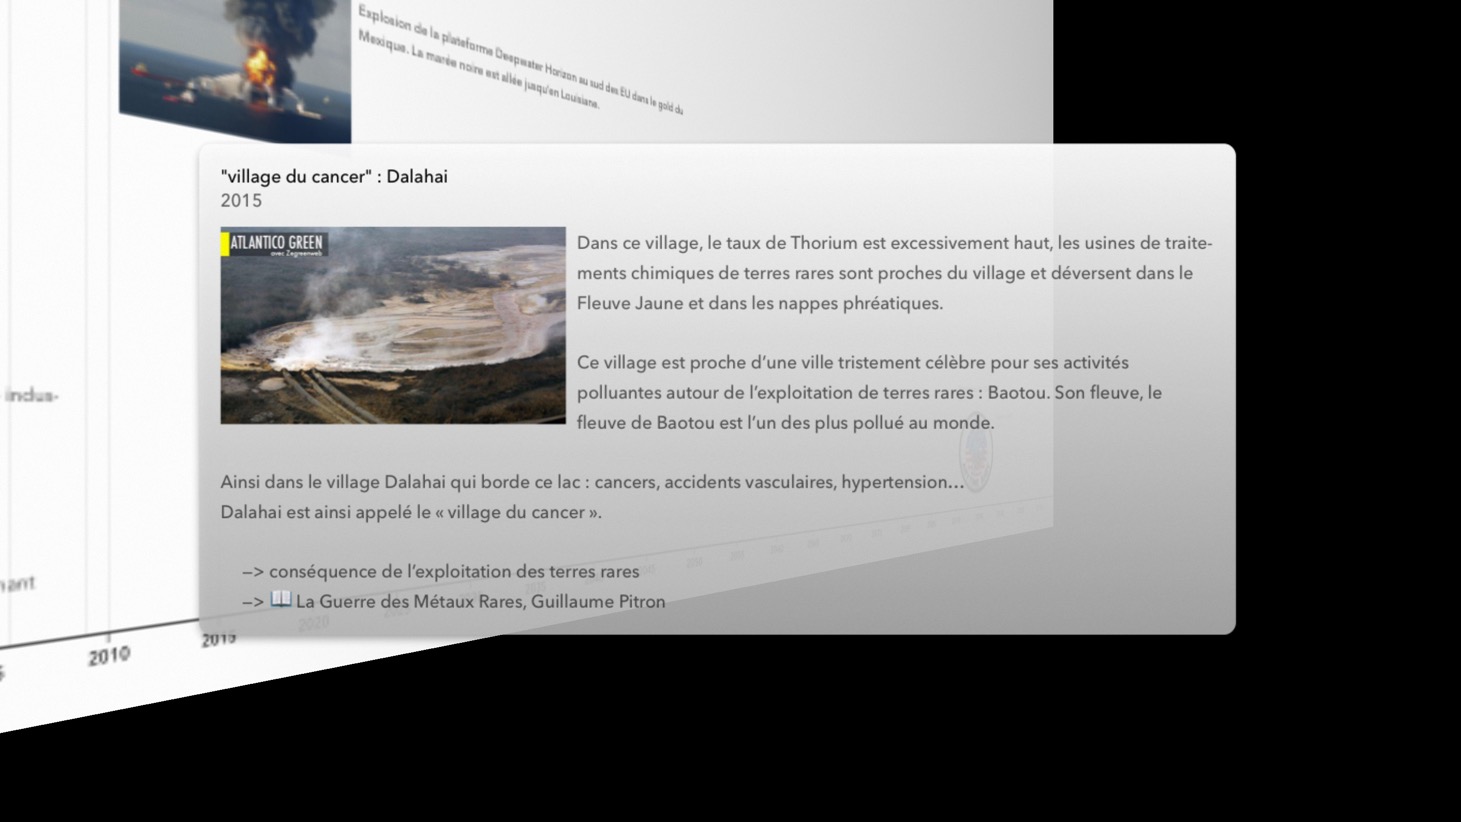 Explosion de la plateforme Deepwater Horizon au sud des EU dans le gold du
Mexique. La marée noire est allée jusqu'en Louisiane.
"village du cancer" : Dalahai
2015
ATLANTICO GREEN
avec Zegreenweb
Dans ce village, le taux de Thorium est excessivement haut, les usines de traite-
ments chimiques de terres rares sont proches du village et déversent dans le
Fleuve Jaune et dans les nappes phréatiques.
Ce village est proche d’une ville tristement célèbre pour ses activités
polluantes autour de l’exploitation de terres rares : Baotou. Son fleuve, le
fleuve de Baotou est l’un des plus pollué au monde.
indus-
Ainsi dans le village Dalahai qui borde ce lac : cancers, accidents vasculaires, hypertension…
Dalahai est ainsi appelé le « village du cancer ».
—> conséquence de l’exploitation des terres rares
nant
—> 📖 La Guerre des Métaux Rares, Guillaume Pitron
2010
2015
2020